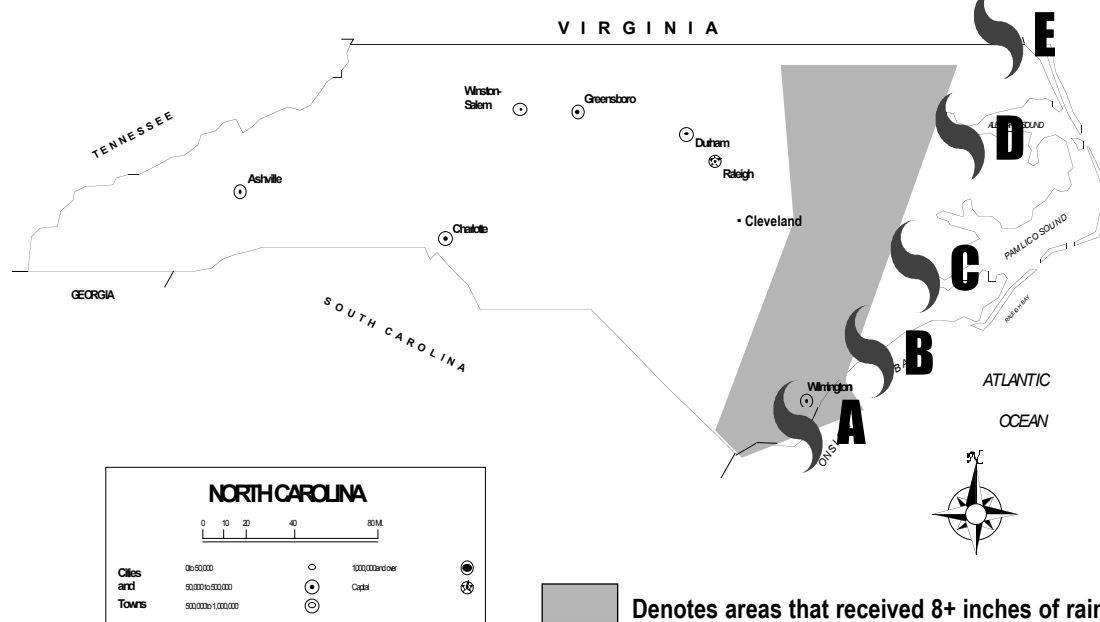 VIRGINIA
E
Winston-
Salem
Greensboro
TENNESSEE
Durham
D
Raleigh
Ashville
Cleveland
Charlotte
PAMLICO SOUND
C
GEORGIA
SOUTH CAROLINA
RALEIGH BAY
B
ATLANTIC
OCEAN
Wilmington
A
N
NORTH CAROLINA
0 10 20 40 80 MI.
Cities
and
Towns
0 to 50,000
50,000 to 500,000
500,000 to 1,000,000
1,000,000 and over
Capital
Denotes areas that received 8+ inches of rain